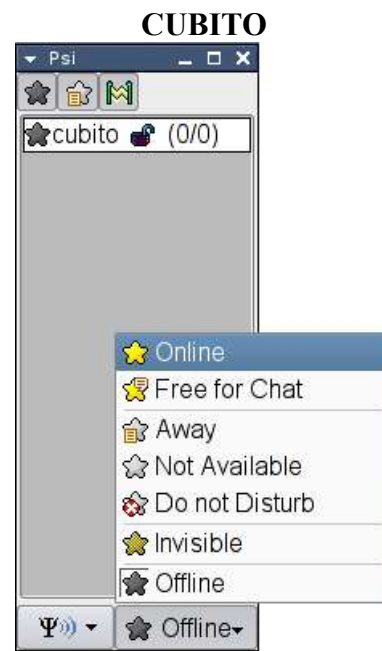 CUBITO
Psi
cubito (0/0)
Online
Free for Chat
Away
Not Available
Do not Disturb
Invisible
Offline
Ψ Offline